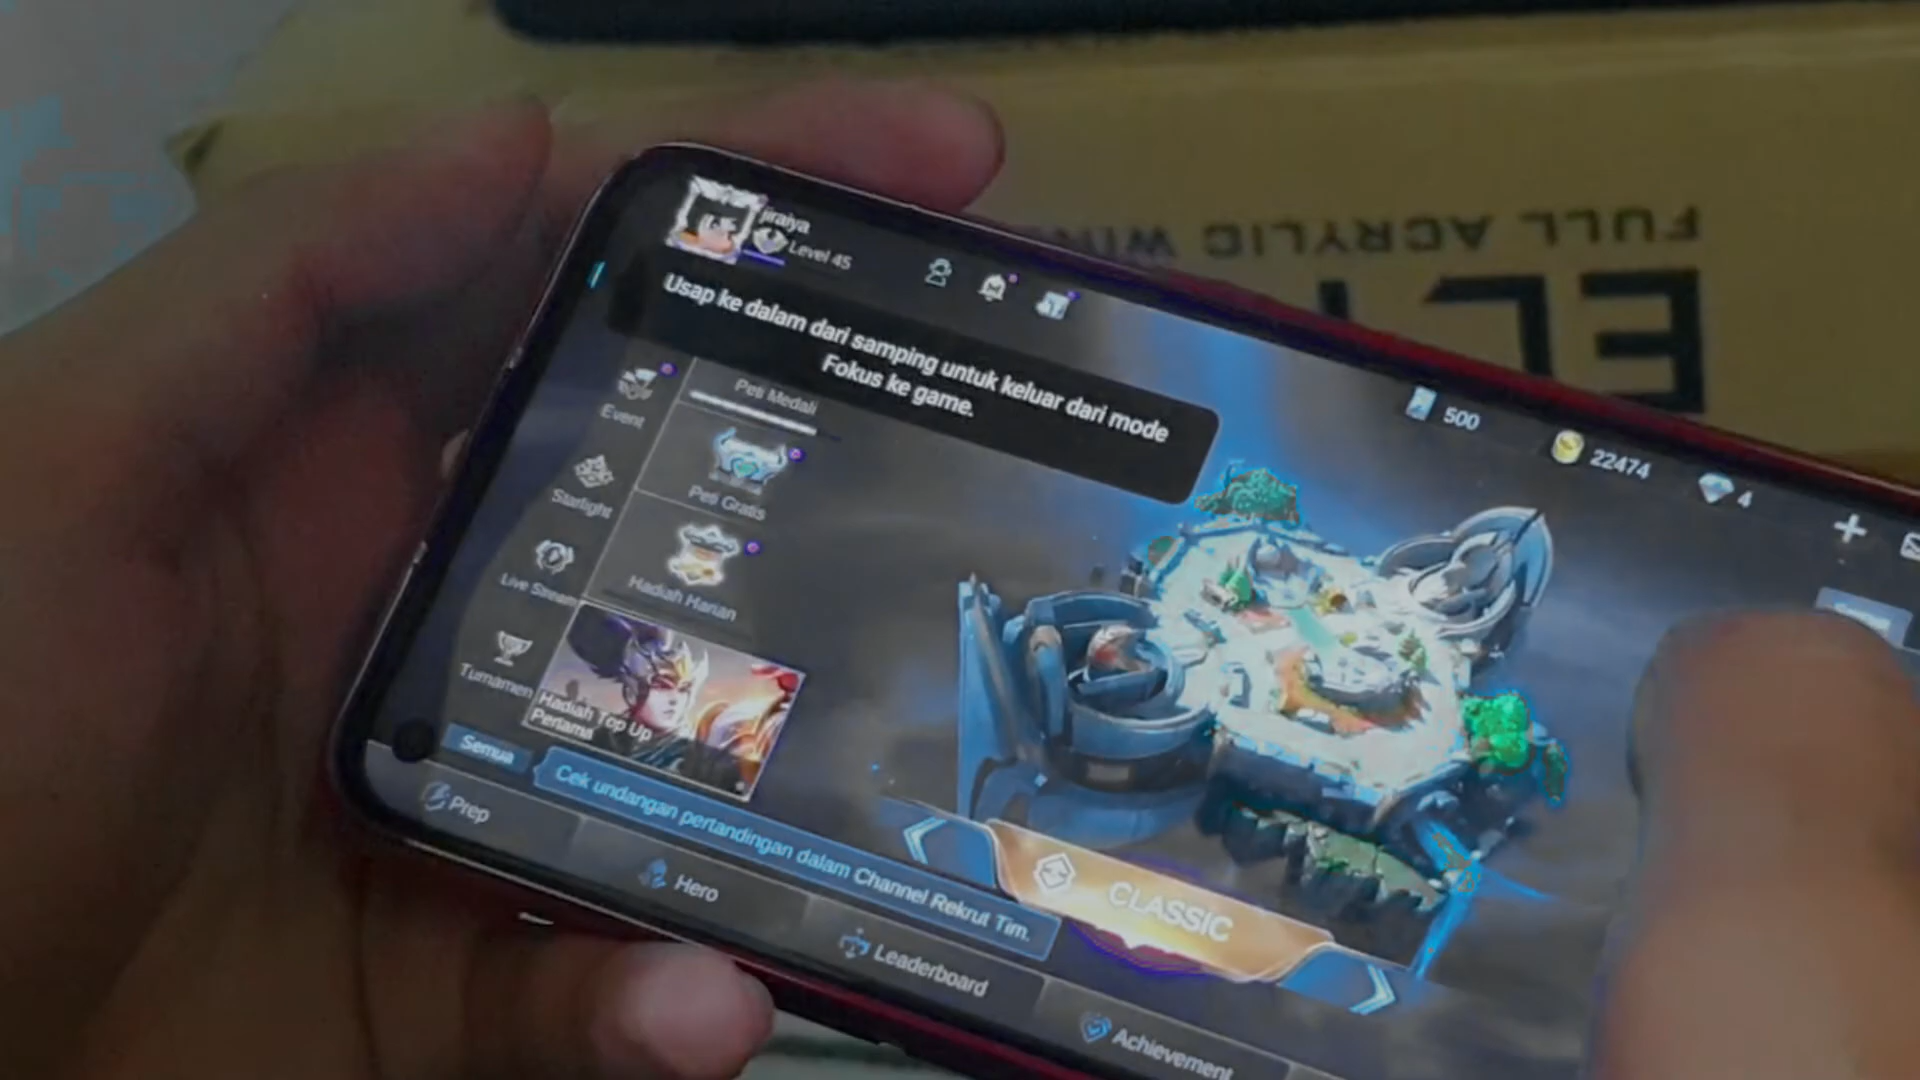 FULL ACRYLIC WIN
jiraiya
Level 45
Usap ke dalam dari samping untuk keluar dari mode
Fokus ke game.
500
22474
4
Event
Peti Medali
Starlight
Peti Gratis
Live Stream
Hadiah Harian
Turnamen
Hadiah Top Up
Pertama
Semua
Cek undangan pertandingan dalam Channel Rekrut Tim.
CLASSIC
Prep
Hero
Leaderboard
Achievement